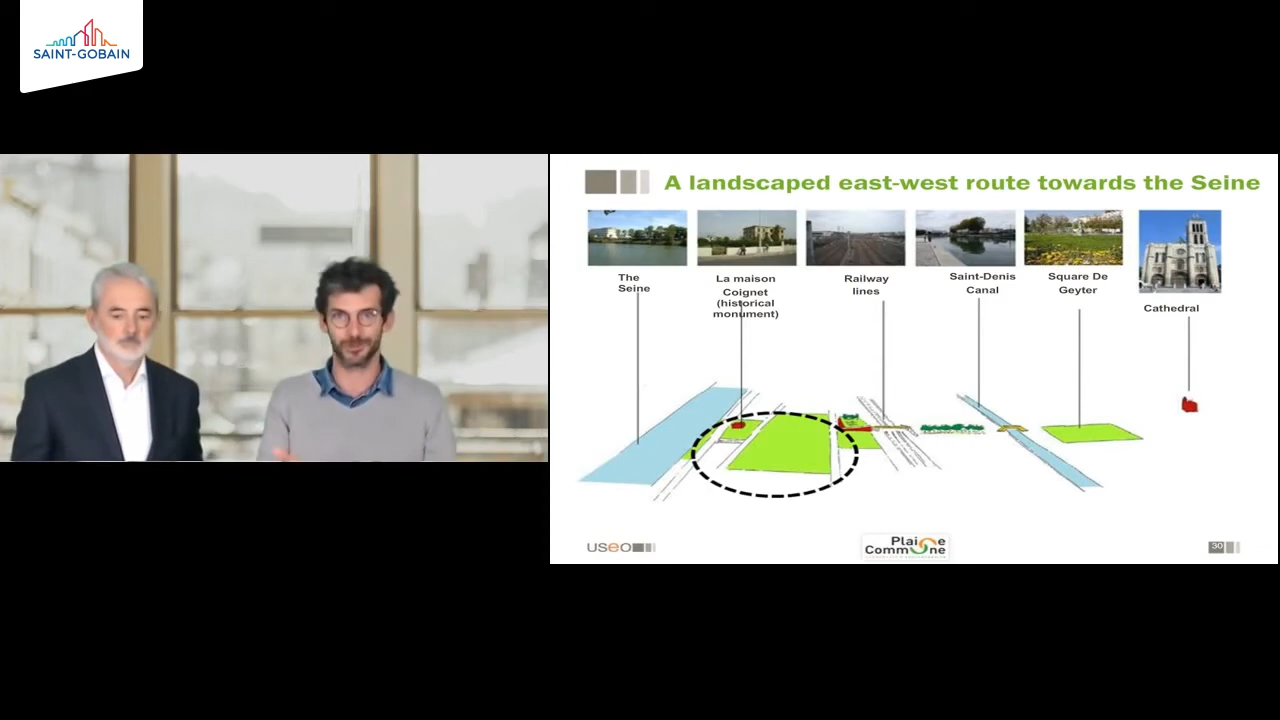 SAINT-GOBAIN
A landscaped east-west route towards the Seine
The
Seine
La maison
Coignet
(historical
monument)
Railway
lines
Saint-Denis
Canal
Square De
Geyter
Cathedral
useo
Plaine
Commune
30